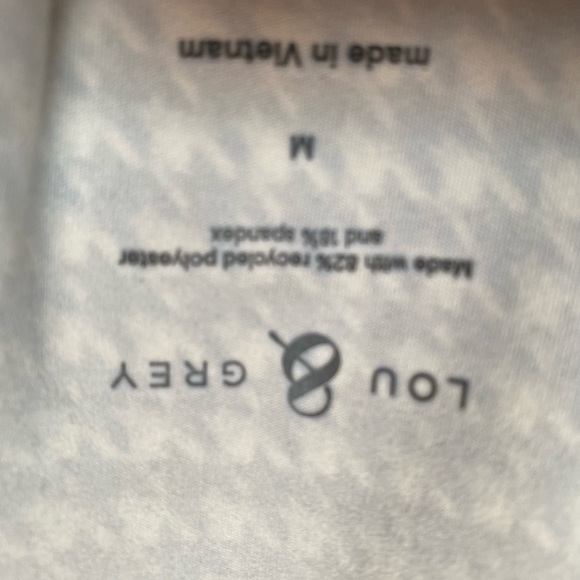 LOU & GREY
Made with 82% recycled polyester
and 18% spandex
M
made in Vietnam